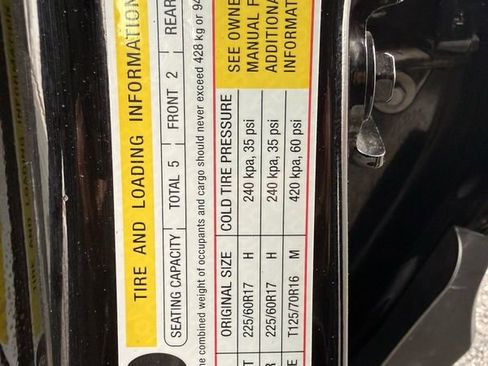 TIRE AND LOADING INFORMATION
SEATING CAPACITY TOTAL 5 FRONT 2 REAR
combined weight of occupants and cargo should never exceed 428 kg or
ORIGINAL SIZE COLD TIRE PRESSURE SEE OWNE
225/60R17 H 240 kpa, 35 psi MANUAL F
225/60R17 H 240 kpa, 35 psi ADDITIONA
T125/70R16 M 420 kpa, 60 psi INFORMAT